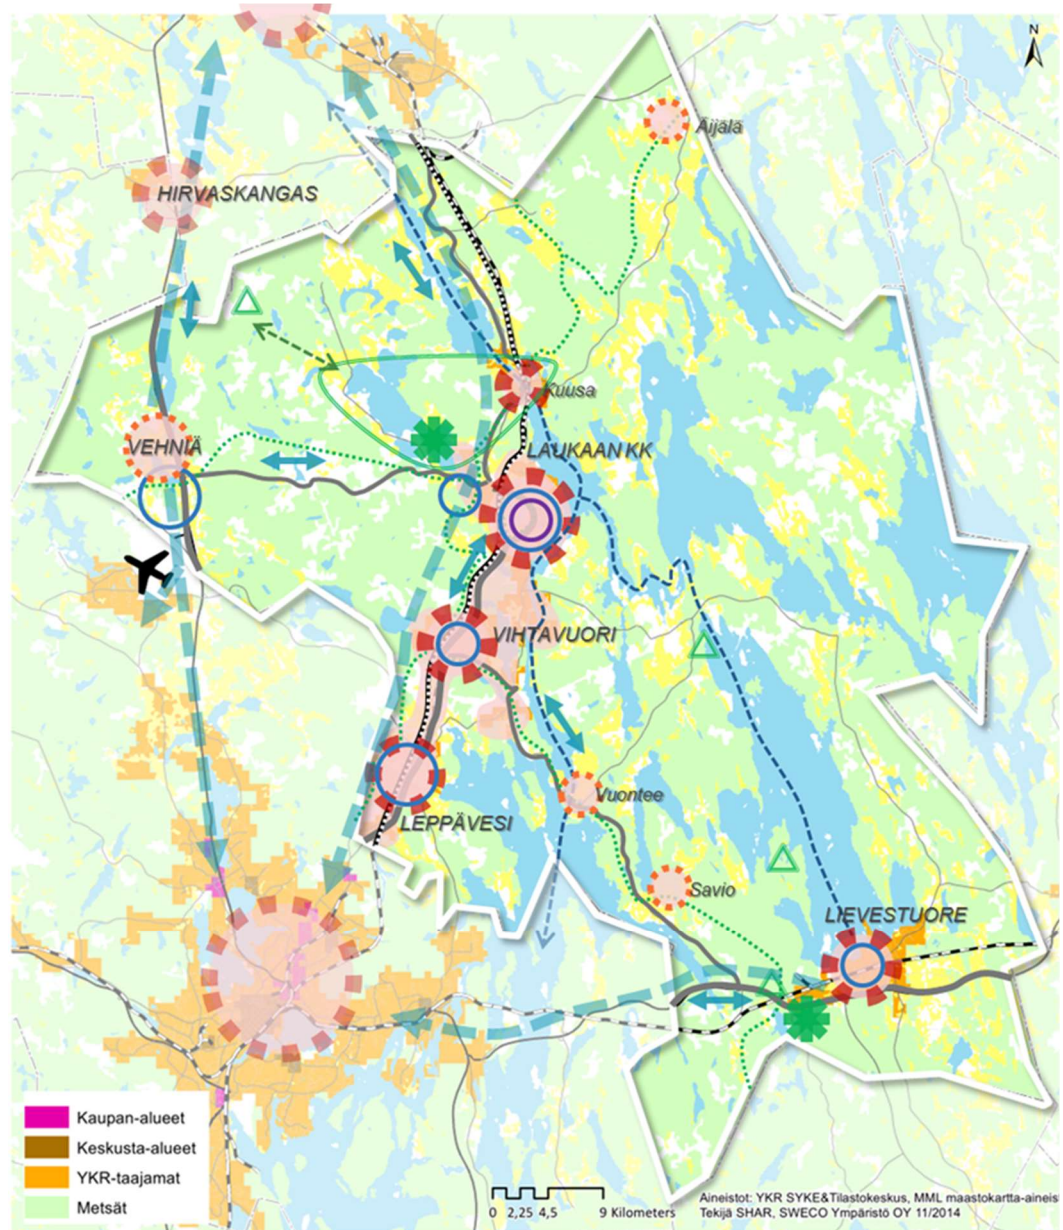 N
Äijälä
HIRVASKANGAS
Kuusa
VEHNIÄ
LAUKAAN KK
VIHTAVUORI
Vuontee
LEPPÄVESI
Savio
LIEVESTUORE
Kaupan-alueet
Keskusta-alueet
YKR-taajamat
Metsät
0 2,25 4,5 9 Kilometers
Aineistot: YKR SYKE&Tilastokeskus, MML maastokartta-aineis
Tekijä SHAR, SWECO Ympäristö OY 11/2014